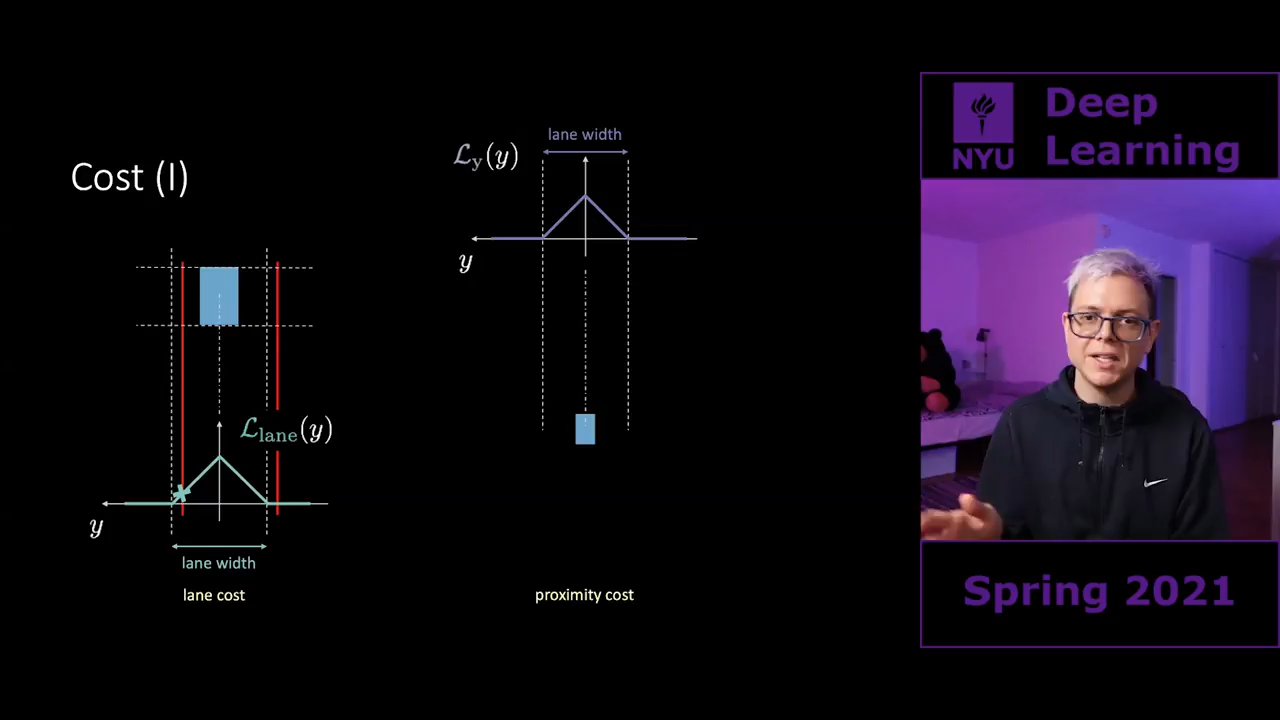 Cost (I)
ℒ_lane(y)
y
lane width
lane cost
lane width
ℒ_y(y)
y
proximity cost
NYU
Deep
Learning
Spring 2021